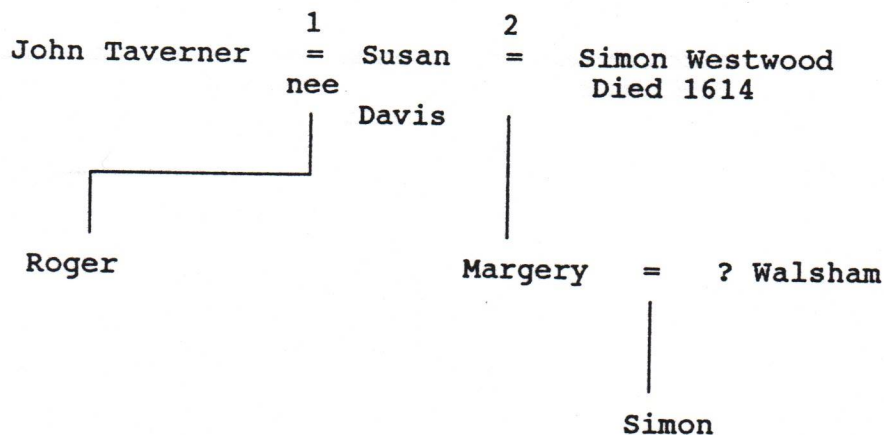 1 2
John Taverner = Susan = Simon Westwood
nee Died 1614
Davis
Roger
Margery = ? Walsham
Simon